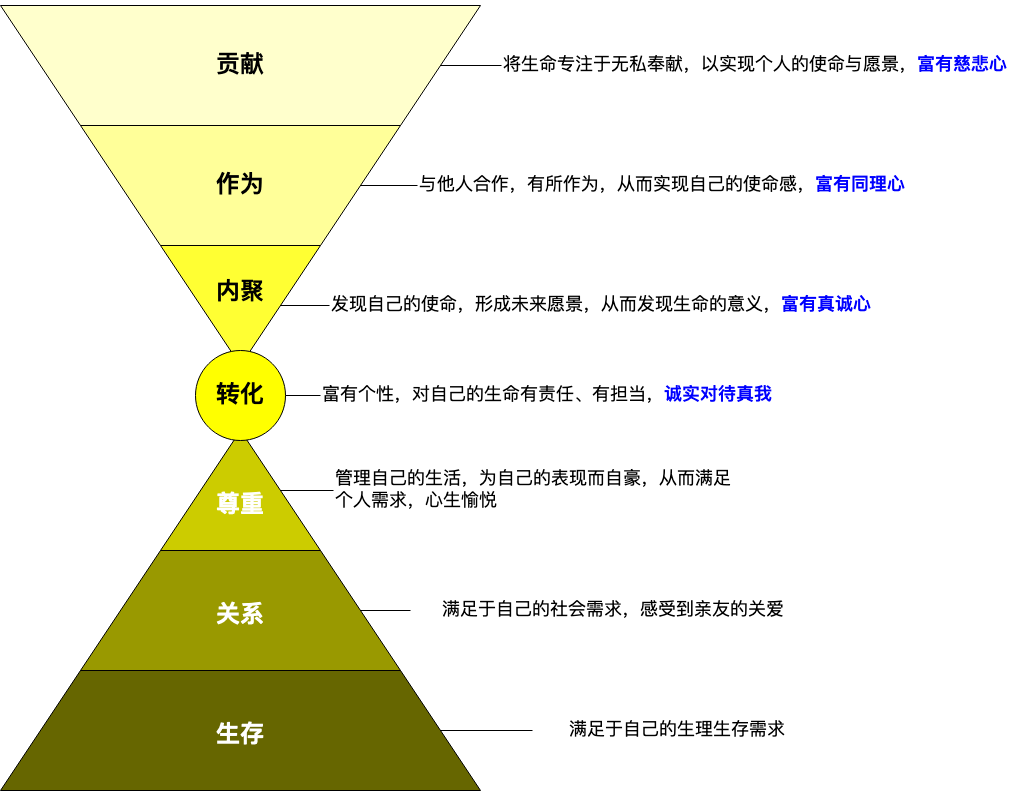 贡献
将生命专注于无私奉献，以实现个人的使命与愿景，富有慈悲心
作为
与他人合作，有所作为，从而实现自己的使命感，富有同理心
内聚
发现自己的使命，形成未来愿景，从而发现生命的意义，富有真诚心
转化
富有个性，对自己的生命有责任、有担当，诚实对待真我
尊重
管理自己的生活，为自己的表现而自豪，从而满足
个人需求，心生愉悦
关系
满足于自己的社会需求，感受到亲友的关爱
生存
满足于自己的生理生存需求